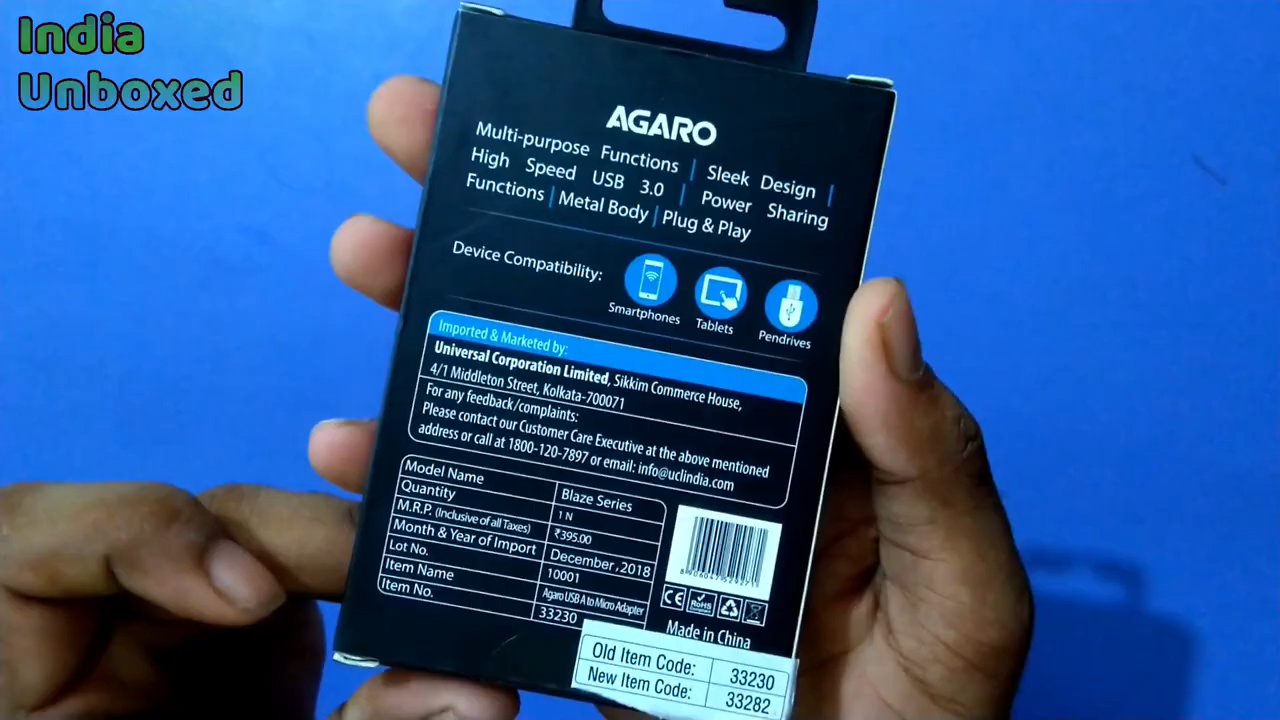 India
Unboxed
AGARO
Multi-purpose Functions | Sleek Design |
High Speed USB 3.0 | Power Sharing
Functions | Metal Body | Plug & Play
Device Compatibility:
Smartphones
Tablets
Pendrives
Imported & Marketed by:
Universal Corporation Limited, Sikkim Commerce House,
4/1 Middleton Street, Kolkata-700071
For any feedback/complaints:
Please contact our Customer Care Executive at the above mentioned
address or call at 1800-120-7897 or email: info@uclindia.com
Model Name Blaze Series
Quantity 1 N
M.R.P. (Inclusive of all Taxes) ₹395.00
Month & Year of Import December, 2018
Lot No. 10001
Item Name Agaro USB A to Micro Adapter
Item No. 33230
CE RoHS
Made in China
Old Item Code: 33230
New Item Code: 33282